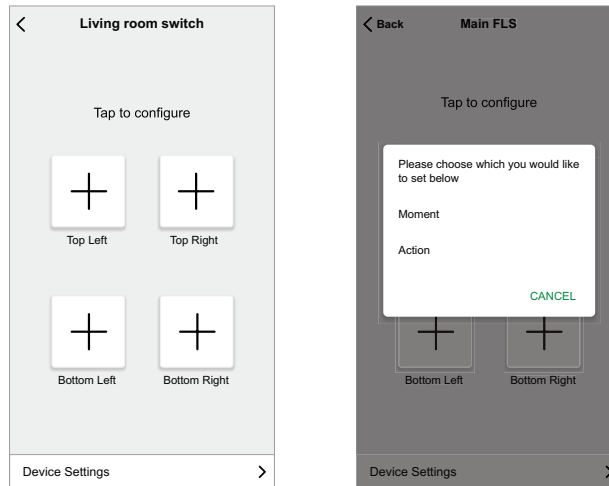 Living room switch
Tap to configure
Top Left
Top Right
Bottom Left
Bottom Right
Device Settings
Back
Main FLS
Tap to configure
Please choose which you would like
to set below
Moment
Action
CANCEL
Bottom Left
Bottom Right
Device Settings